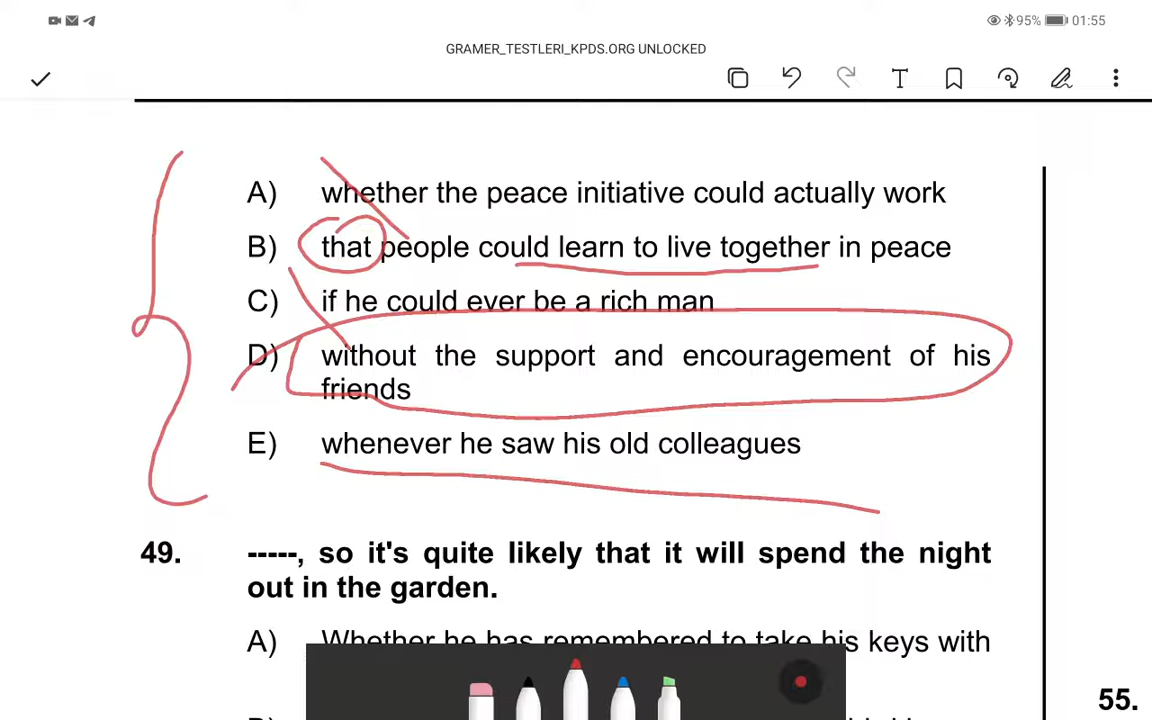 95% 01:55
GRAMER_TESTLERI_KPDS.ORG UNLOCKED
A) whether the peace initiative could actually work
B) that people could learn to live together in peace
C) if he could ever be a rich man
D) without the support and encouragement of his
friends
E) whenever he saw his old colleagues
49. -----, so it's quite likely that it will spend the night
out in the garden.
A) Whether he has remembered to take his keys with
55.